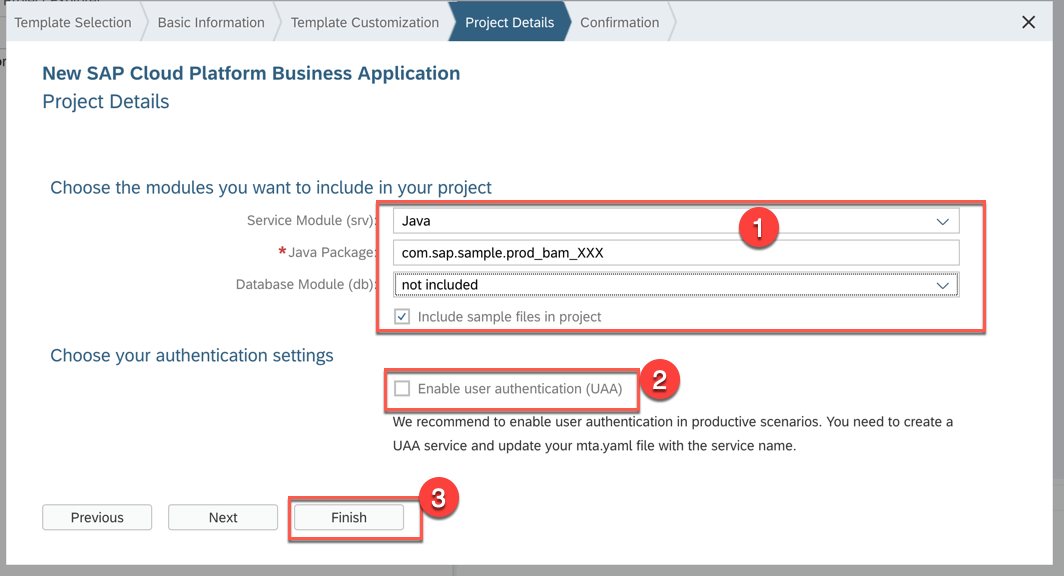 Project Explorer
Template Selection
Basic Information
Template Customization
Project Details
Confirmation
New SAP Cloud Platform Business Application
Project Details
Choose the modules you want to include in your project
Service Module (srv):
Java
1
*Java Package:
com.sap.sample.prod_bam_XXX
Database Module (db):
not included
Include sample files in project
Choose your authentication settings
Enable user authentication (UAA)
2
We recommend to enable user authentication in productive scenarios. You need to create a
UAA service and update your mta.yaml file with the service name.
Previous
Next
Finish
3